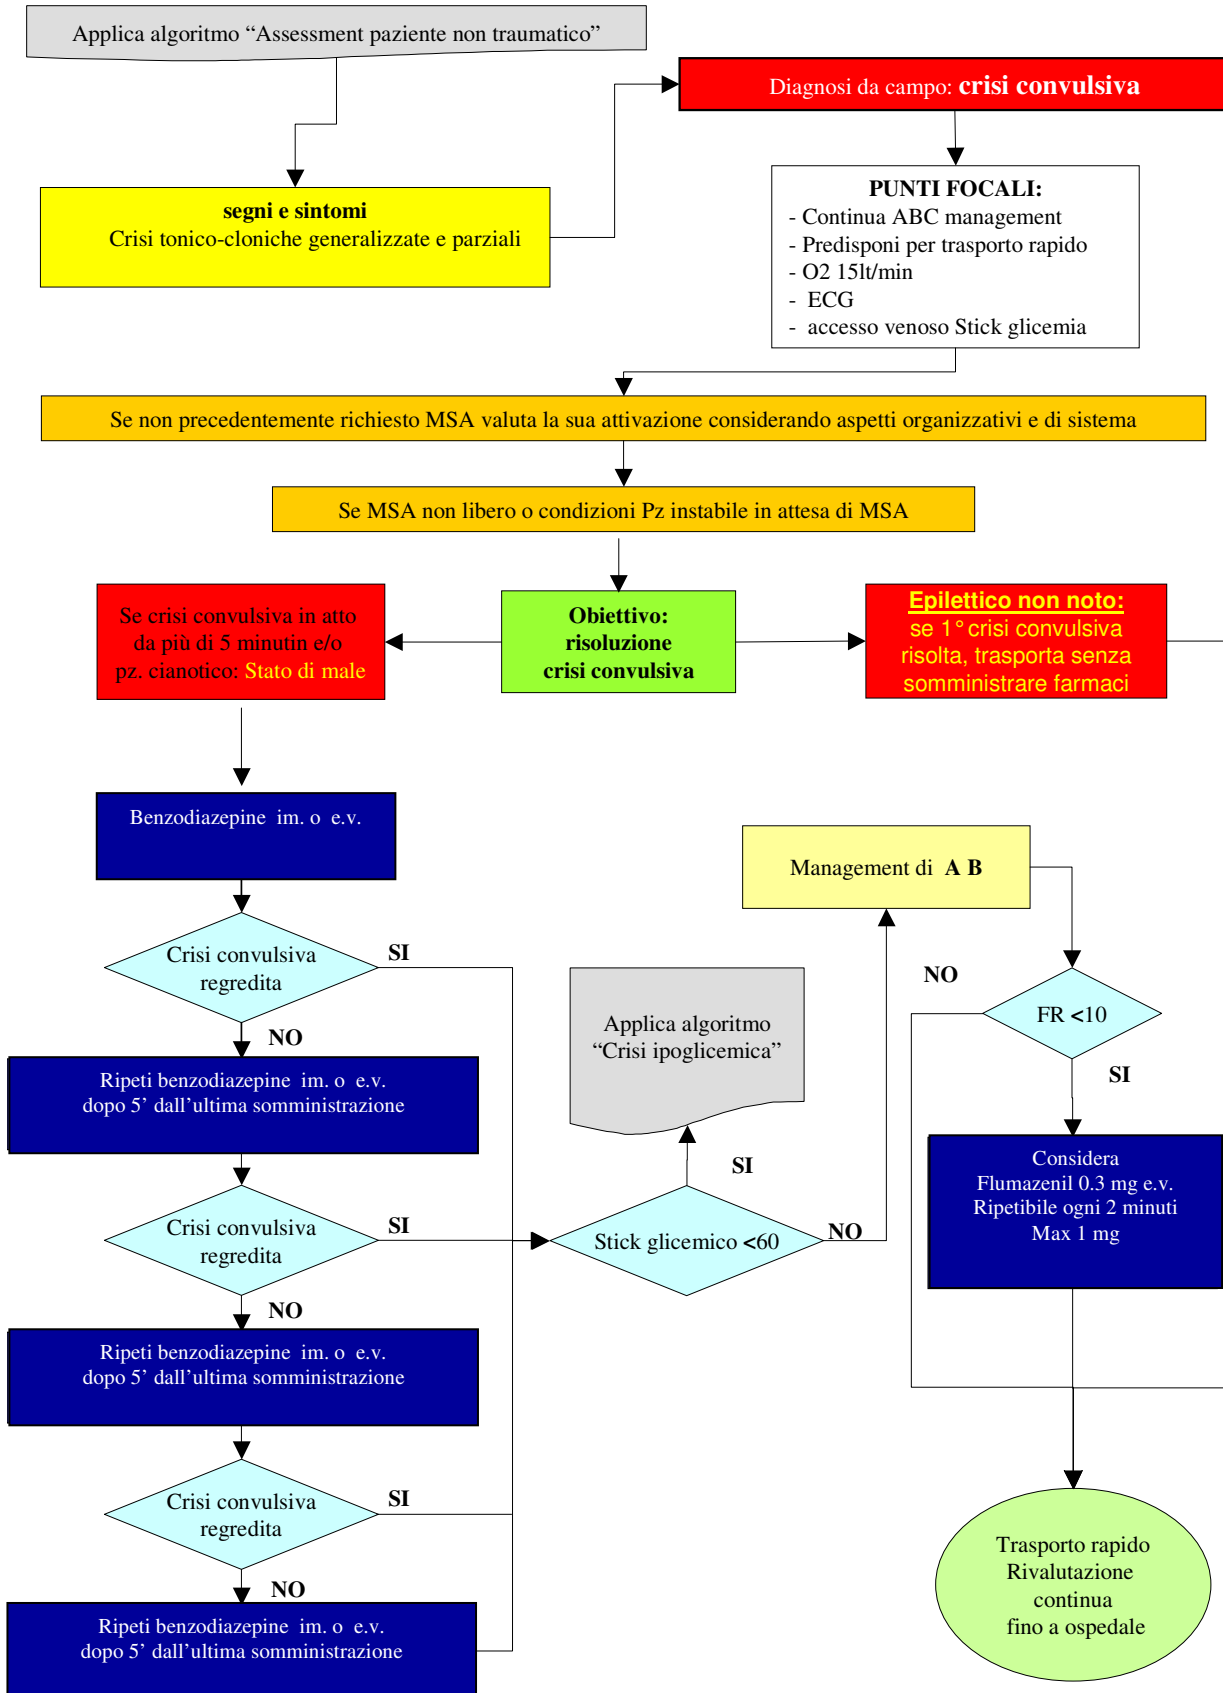 Applica algoritmo “Assessment paziente non traumatico”
Diagnosi da campo: crisi convulsiva
segni e sintomi
Crisi tonico-cloniche generalizzate e parziali
PUNTI FOCALI:
- Continua ABC management
- Predisponi per trasporto rapido
- O2 15lt/min
- ECG
- accesso venoso Stick glicemia
Se non precedentemente richiesto MSA valuta la sua attivazione considerando aspetti organizzativi e di sistema
Se MSA non libero o condizioni Pz instabile in attesa di MSA
Se crisi convulsiva in atto
da più di 5 minutin e/o
pz. cianotico: Stato di male
Obiettivo:
risoluzione
crisi convulsiva
Epilettico non noto:
se 1° crisi convulsiva
risolta, trasporta senza
somministrare farmaci
Benzodiazepine im. o e.v.
Crisi convulsiva
regredita
SI
NO
Ripeti benzodiazepine im. o e.v.
dopo 5’ dall’ultima somministrazione
Crisi convulsiva
regredita
SI
NO
Ripeti benzodiazepine im. o e.v.
dopo 5’ dall’ultima somministrazione
Crisi convulsiva
regredita
SI
NO
Ripeti benzodiazepine im. o e.v.
dopo 5’ dall’ultima somministrazione
Applica algoritmo
“Crisi ipoglicemica”
SI
Stick glicemico <60
NO
Management di A B
NO
FR <10
SI
Considera
Flumazenil 0.3 mg e.v.
Ripetibile ogni 2 minuti
Max 1 mg
Trasporto rapido
Rivalutazione
continua
fino a ospedale